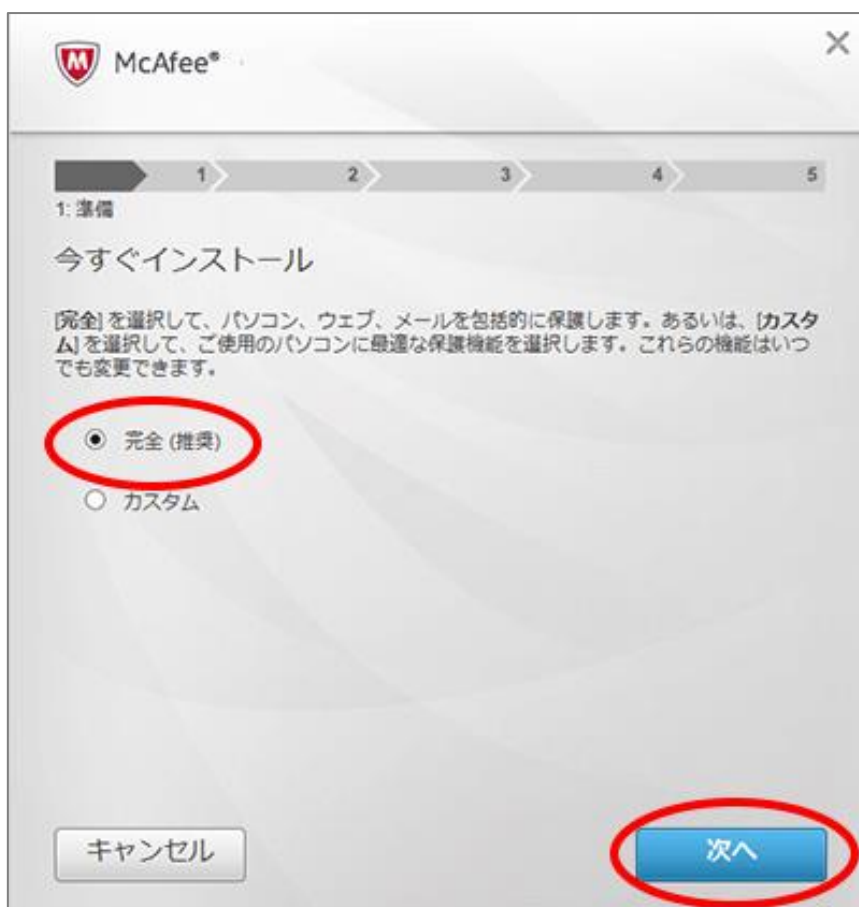 McAfee®
1 2 3 4 5
1: 準備
今すぐインストール
[完全] を選択して、パソコン、ウェブ、メールを包括的に保護します。あるいは、[カスタ
ム] を選択して、ご使用のパソコンに最適な保護機能を選択します。これらの機能はいつ
でも変更できます。
完全 (推奨)
カスタム
キャンセル
次へ